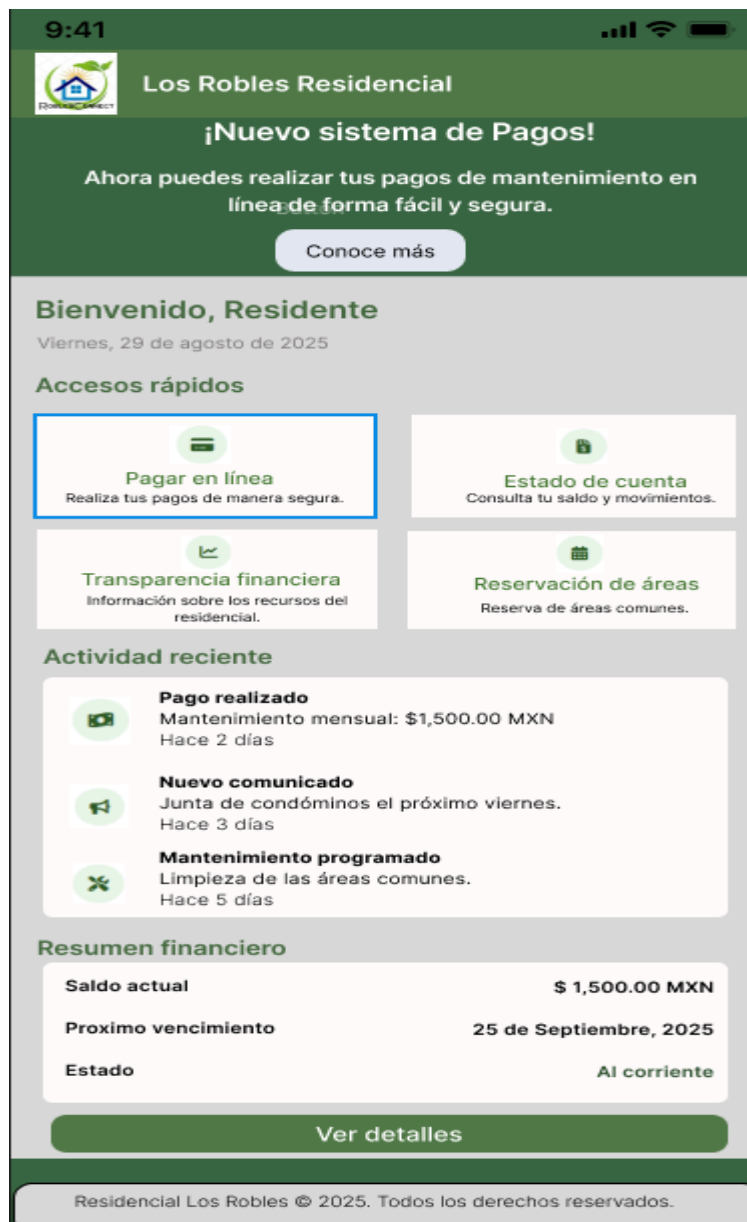 9:41
RoblesConnect
Los Robles Residencial
¡Nuevo sistema de Pagos!
Ahora puedes realizar tus pagos de mantenimiento en
línea de forma fácil y segura.
Button
Conoce más
Bienvenido, Residente
Viernes, 29 de agosto de 2025
Accesos rápidos
Pagar en línea
Realiza tus pagos de manera segura.
Estado de cuenta
Consulta tu saldo y movimientos.
Transparencia financiera
Información sobre los recursos del
residencial.
Reservación de áreas
Reserva de áreas comunes.
Actividad reciente
Pago realizado
Mantenimiento mensual: $1,500.00 MXN
Hace 2 días
Nuevo comunicado
Junta de condóminos el próximo viernes.
Hace 3 días
Mantenimiento programado
Limpieza de las áreas comunes.
Hace 5 días
Resumen financiero
Saldo actual $ 1,500.00 MXN
Proximo vencimiento 25 de Septiembre, 2025
Estado Al corriente
Ver detalles
Residencial Los Robles © 2025. Todos los derechos reservados.